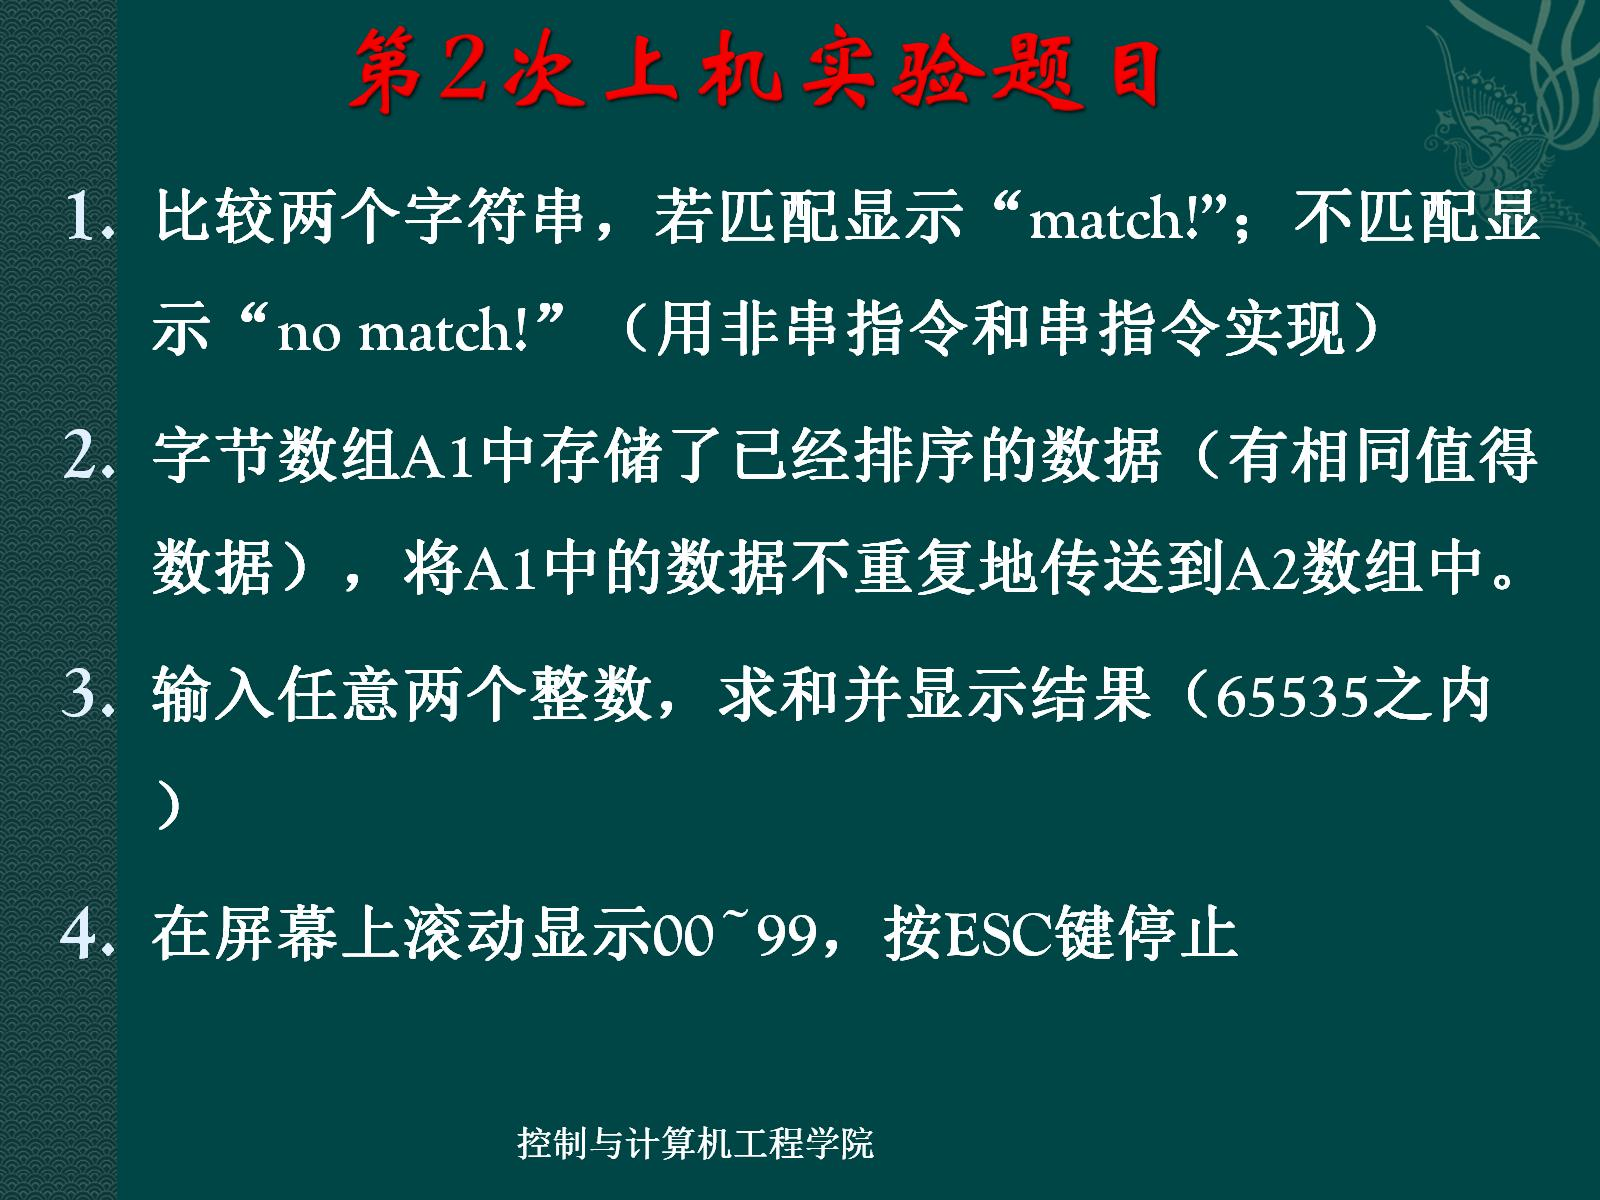 第2次上机实验题目
1. 比较两个字符串，若匹配显示“match!”；不匹配显
示“no match!”（用非串指令和串指令实现）
2. 字节数组A1中存储了已经排序的数据（有相同值得
数据），将A1中的数据不重复地传送到A2数组中。
3. 输入任意两个整数，求和并显示结果（65535之内
）
4. 在屏幕上滚动显示00~99，按ESC键停止
控制与计算机工程学院